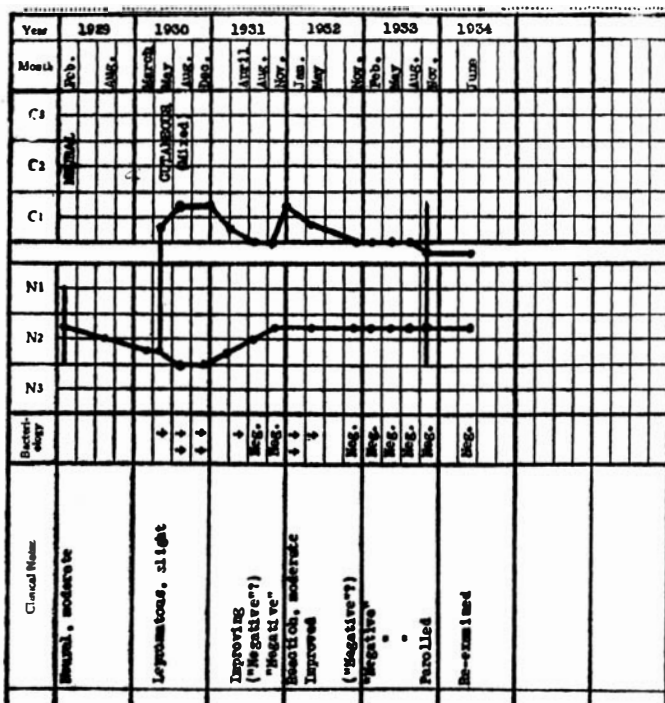 Year 1929 1930 1931 1932 1933 1934
Month Feb. Aug. March May Aug. Dec. April Aug. Nov. Jan. May Nov. Feb. May Aug. Nov. June
C3
C2 NEURAL CUTANEOUS
(Mixed)
C1
N1
N2
N3
Bacteri-
ology + ++ ++ + Neg. Neg. ++ + Neg. Neg. Neg. Neg. Neg. Neg.
Clinical Notes
Neural, moderate
Lepromatous, slight
Improving
("Negative"?)
"Negative"
Reaction, moderate
Improved
("Negative"?)
"Negative"
"
"
Parolled
Re-examined